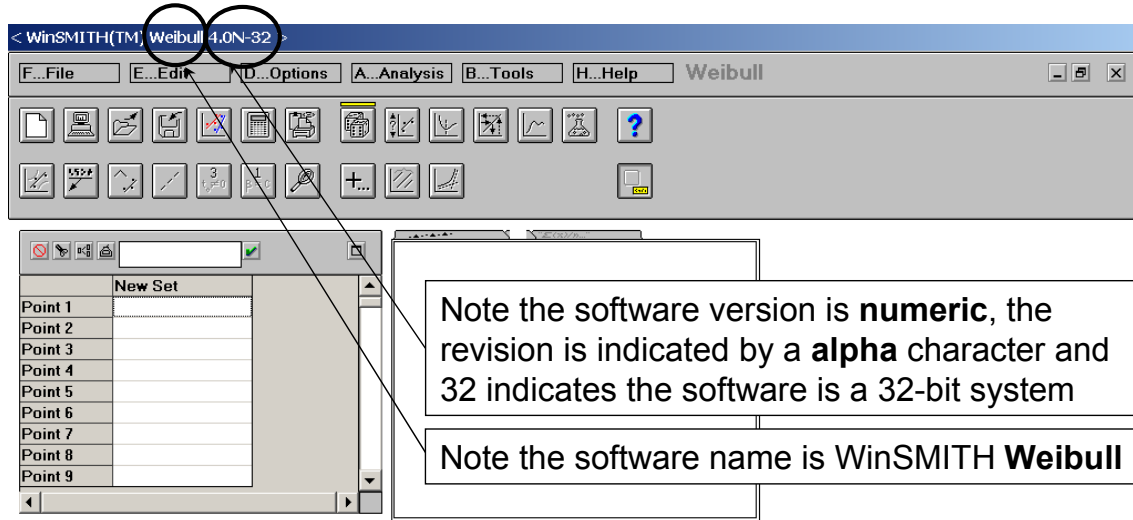 < WinSMITH(TM) Weibull 4.0N-32 >
F...File E...Edit D...Options A...Analysis B...Tools H...Help Weibull
New Set
Point 1
Point 2
Point 3
Point 4
Point 5
Point 6
Point 7
Point 8
Point 9
Note the software version is numeric, the
revision is indicated by a alpha character and
32 indicates the software is a 32-bit system
Note the software name is WinSMITH Weibull